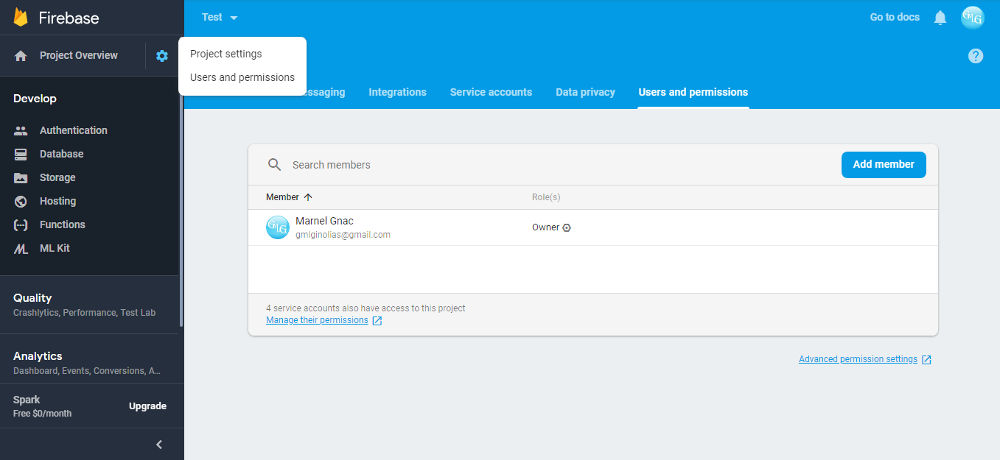 Firebase
Project Overview
Develop
Authentication
Database
Storage
Hosting
Functions
ML Kit
Quality
Crashlytics, Performance, Test Lab
Analytics
Dashboard, Events, Conversions, A...
Spark
Free $0/month
Upgrade
Test
Go to docs
GMLG
Project settings
Users and permissions
essaging
Integrations
Service accounts
Data privacy
Users and permissions
Search members
Add member
Member
Role(s)
GMLG
Marnel Gnac
gmlginolias@gmail.com
Owner
4 service accounts also have access to this project
Manage their permissions
Advanced permission settings